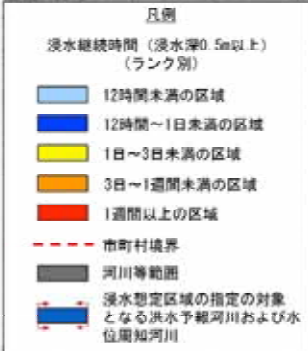 凡例
浸水継続時間（浸水深0.5m以上）
（ランク別）
12時間未満の区域
12時間～1日未満の区域
1日～3日未満の区域
3日～1週間未満の区域
1週間以上の区域
市町村境界
河川等範囲
浸水想定区域の指定の対象
となる洪水予報河川および水
位周知河川